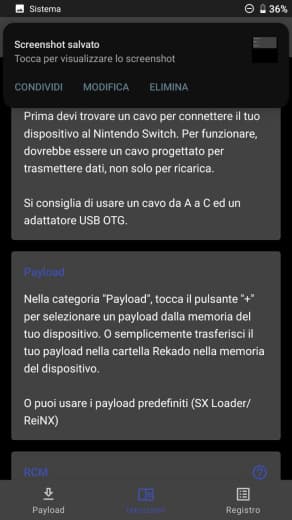 Sistema
36%
Screenshot salvato
Tocca per visualizzare lo screenshot
CONDIVIDI MODIFICA ELIMINA
Prima devi trovare un cavo per connettere il tuo
dispositivo al Nintendo Switch. Per funzionare,
dovrebbe essere un cavo progettato per
trasmettere dati, non solo per ricarica.
Si consiglia di usare un cavo da A a C ed un
adattatore USB OTG.
Payload
Nella categoria "Payload", tocca il pulsante "+"
per selezionare un payload dalla memoria del
tuo dispositivo. O semplicemente trasferisci il
tuo payload nella cartella Rekado nella memoria
del dispositivo.
O puoi usare i payload predefiniti (SX Loader/
ReiNX)
RCM
Payload Istruzioni Registro